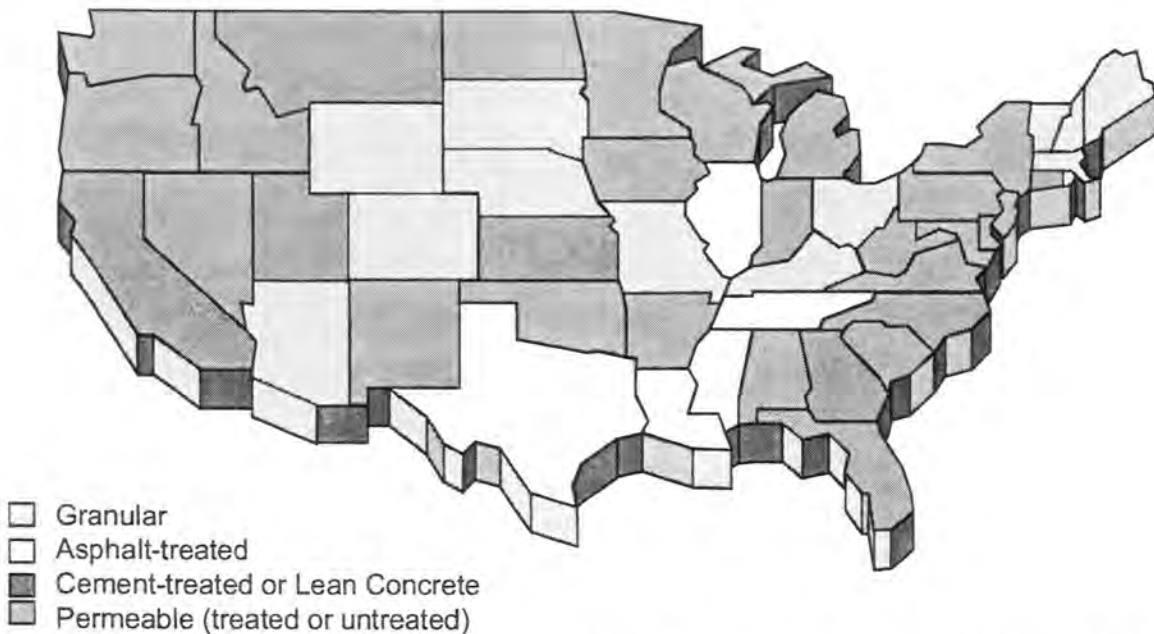 Granular
Asphalt-treated
Cement-treated or Lean Concrete
Permeable (treated or untreated)